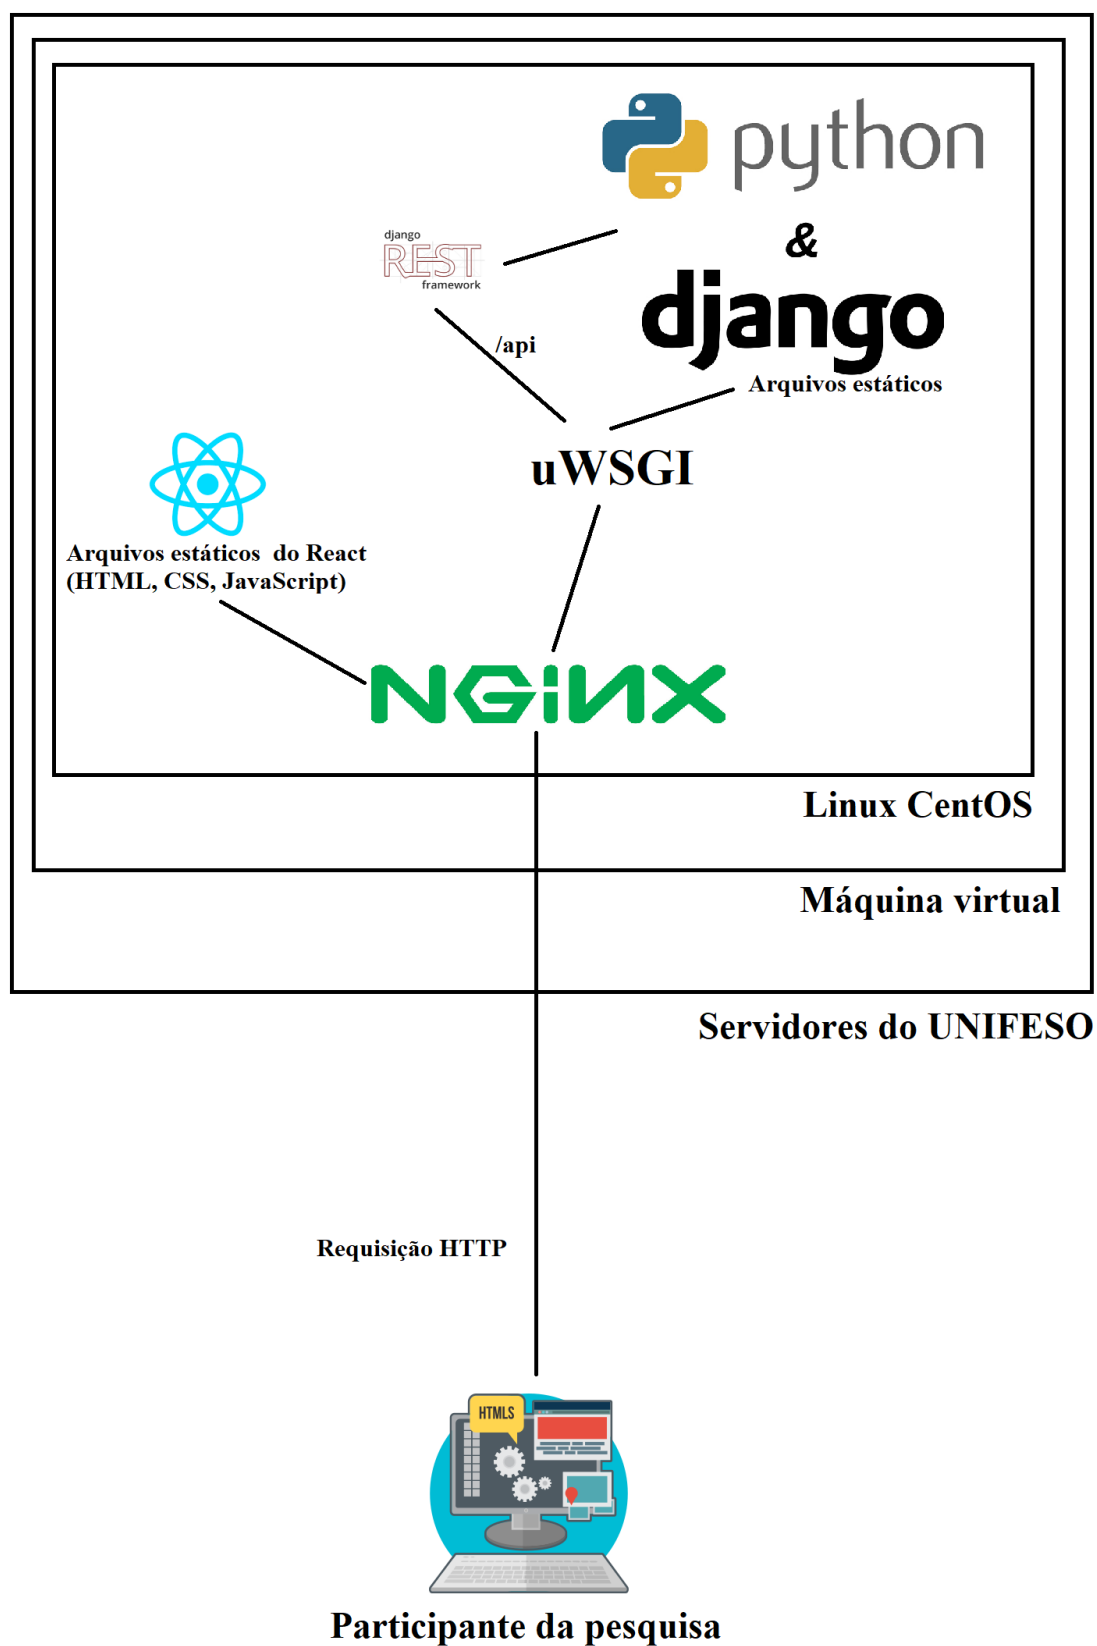 python
&
django
REST
framework
django
/api
Arquivos estáticos
uWSGI
Arquivos estáticos  do React
(HTML, CSS, JavaScript)
NGiNX
Linux CentOS
Máquina virtual
Servidores do UNIFESO
Requisição HTTP
HTML5
Participante da pesquisa